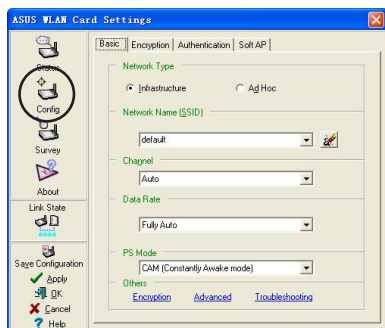 ASUS WLAN Card Settings
Status
Config
Survey
About
Link State
Save Configuration
Apply
OK
Cancel
Help
Basic Encryption Authentication Soft AP
Network Type
Infrastructure Ad Hoc
Network Name (SSID)
default
Channel
Auto
Data Rate
Fully Auto
PS Mode
CAM (Constantly Awake mode)
Others
Encryption Advanced Troubleshooting